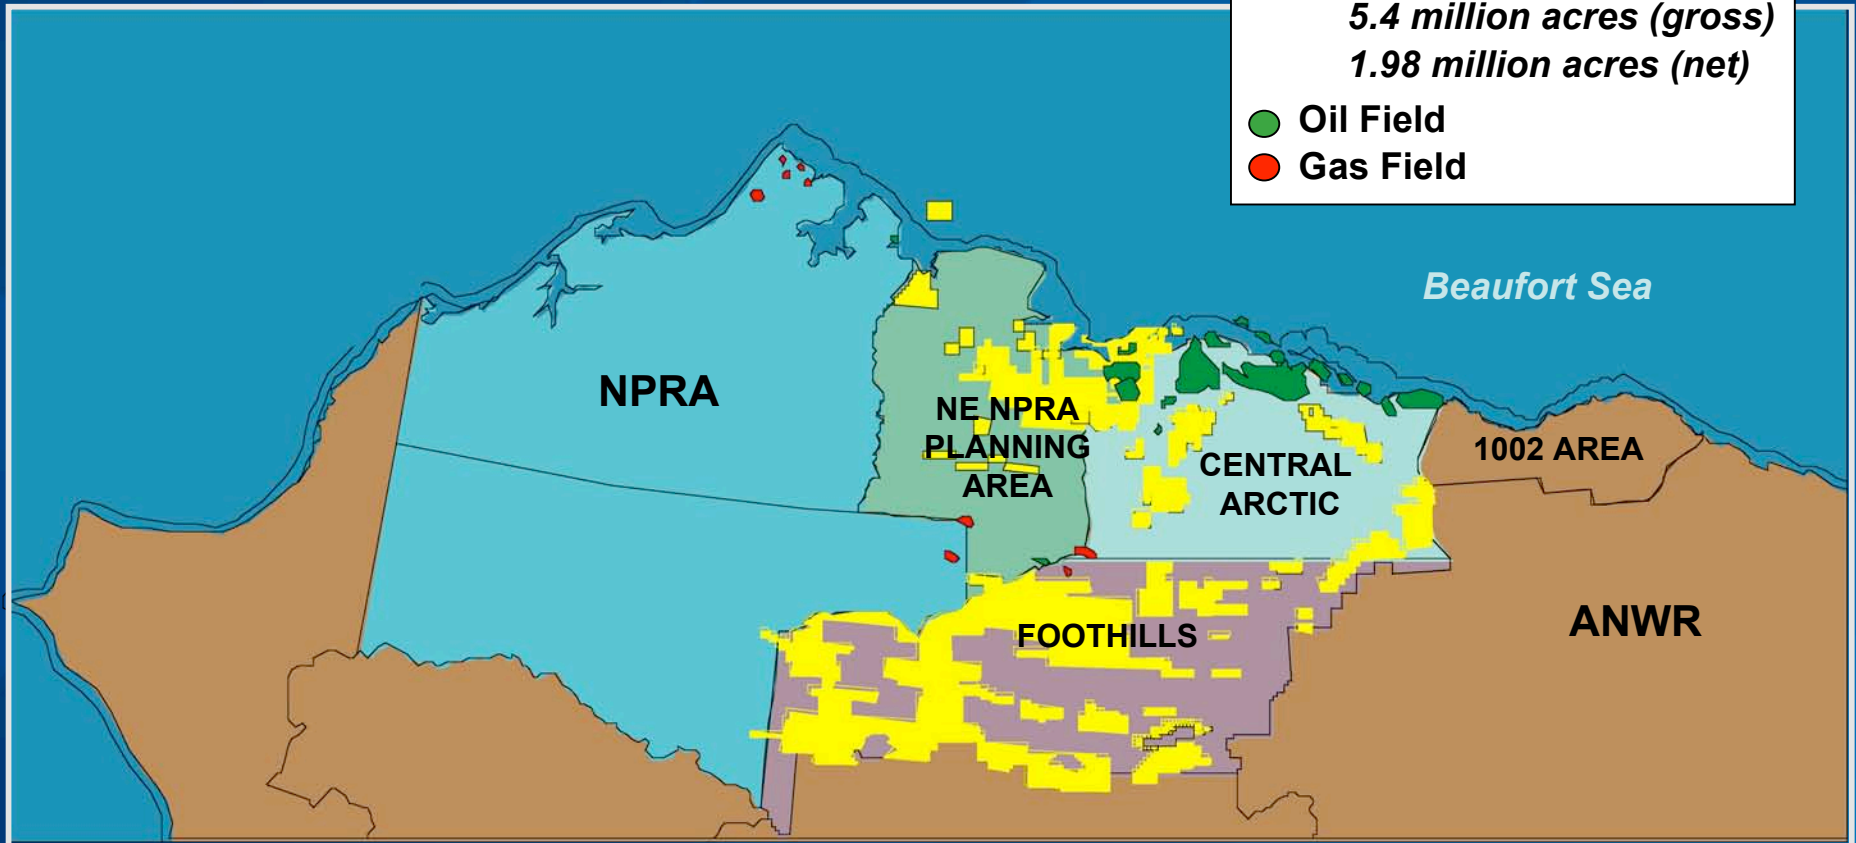 5.4 million acres (gross)
1.98 million acres (net)
Oil Field
Gas Field
Beaufort Sea
NPRA
NE NPRA
PLANNING
AREA
CENTRAL
ARCTIC
1002 AREA
FOOTHILLS
ANWR